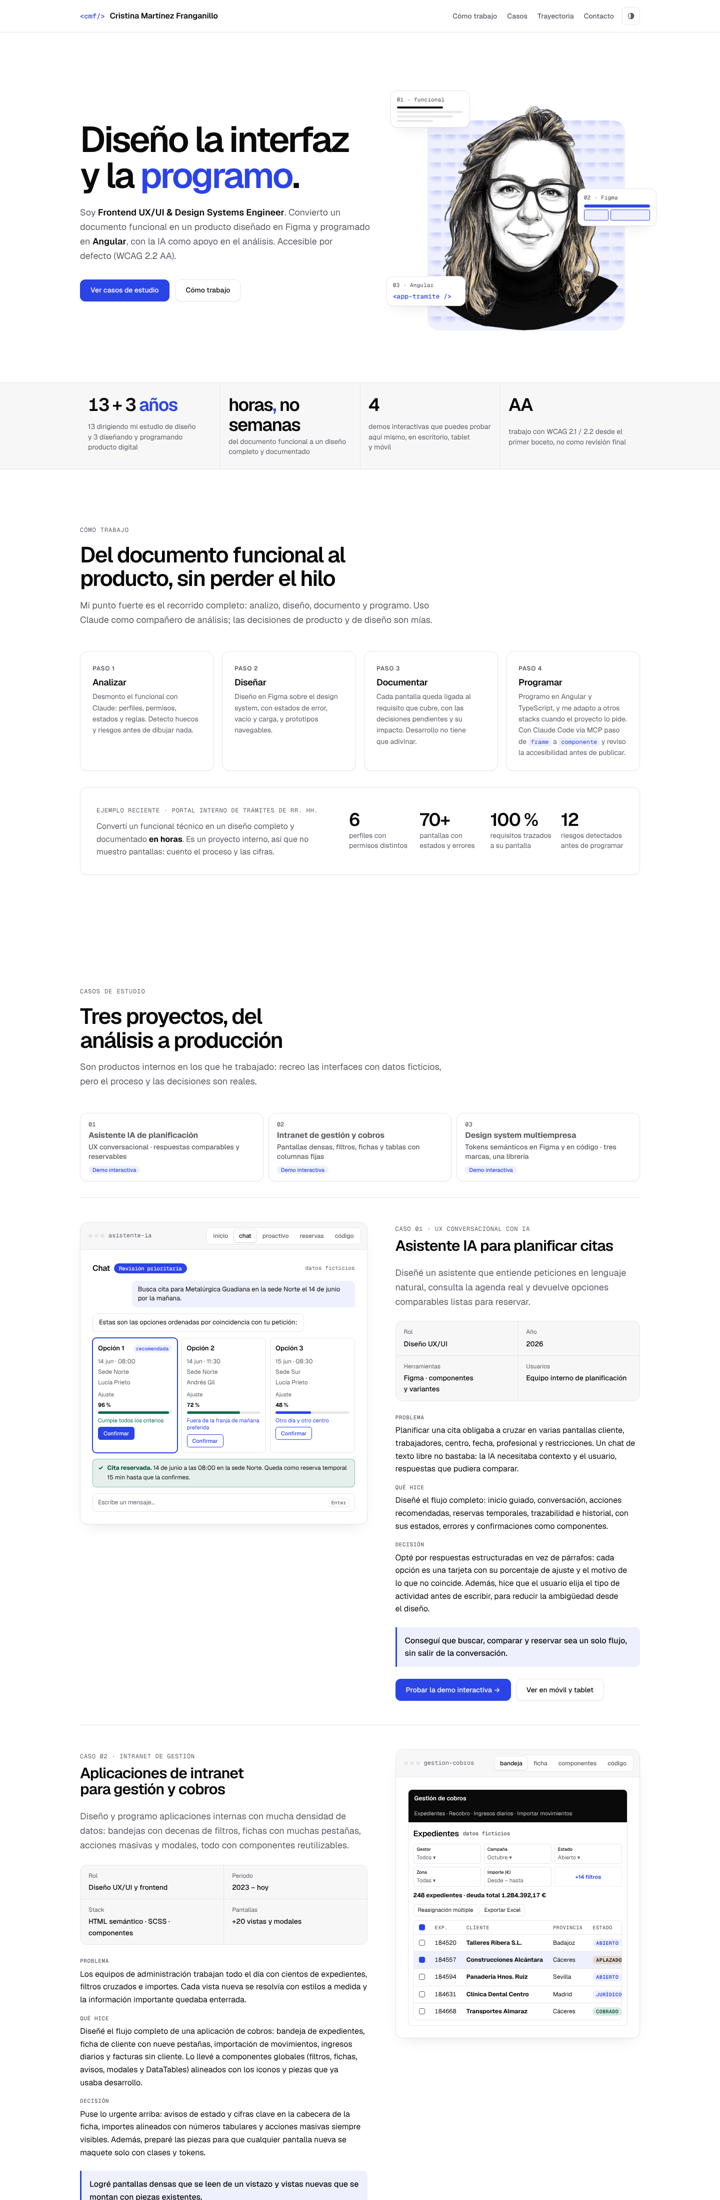 <cmf/> Cristina Martínez Franganillo
Cómo trabajo Casos Trayectoria Contacto
01 · funcional
Diseño la interfaz
y la programo.
Soy Frontend UX/UI & Design Systems Engineer. Convierto un
documento funcional en un producto diseñado en Figma y programado
en Angular, con la IA como apoyo en el análisis. Accesible por
defecto (WCAG 2.2 AA).
Ver casos de estudio
Cómo trabajo
02 · Figma
03 · Angular
<app-tramite />
13 + 3 años
13 dirigiendo mi estudio de diseño
y 3 diseñando y programando
producto digital
horas, no
semanas
del documento funcional a un diseño
completo y documentado
4
demos interactivas que puedes probar
aquí mismo, en escritorio, tablet
y móvil
AA
trabajo con WCAG 2.1 / 2.2 desde el
primer boceto, no como revisión final
CÓMO TRABAJO
Del documento funcional al
producto, sin perder el hilo
Mi punto fuerte es el recorrido completo: analizo, diseño, documento y programo. Uso
Claude como compañero de análisis; las decisiones de producto y de diseño son mías.
PASO 1
Analizar
Desmonto el funcional con
Claude: perfiles, permisos,
estados y reglas. Detecto huecos
y riesgos antes de dibujar nada.
PASO 2
Diseñar
Diseño en Figma sobre el design
system, con estados de error,
vacío y carga, y prototipos
navegables.
PASO 3
Documentar
Cada pantalla queda ligada al
requisito que cubre, con las
decisiones pendientes y su
impacto. Desarrollo no tiene
que adivinar.
PASO 4
Programar
Programo en Angular y
TypeScript, y me adapto a otros
stacks cuando el proyecto lo pide.
Con Claude Code vía MCP paso
de frame a componente y reviso
la accesibilidad antes de publicar.
EJEMPLO RECIENTE · PORTAL INTERNO DE TRÁMITES DE RR. HH.
Convertí un funcional técnico en un diseño completo y
documentado en horas. Es un proyecto interno, así que no
muestro pantallas: cuento el proceso y las cifras.
6
perfiles con
permisos distintos
70+
pantallas con
estados y errores
100 %
requisitos trazados
a su pantalla
12
riesgos detectados
antes de programar
CASOS DE ESTUDIO
Tres proyectos, del
análisis a producción
Son productos internos en los que he trabajado: recreo las interfaces con datos ficticios,
pero el proceso y las decisiones son reales.
01
Asistente IA de planificación
UX conversacional · respuestas comparables y
reservables
Demo interactiva
02
Intranet de gestión y cobros
Pantallas densas, filtros, fichas y tablas con
columnas fijas
Demo interactiva
03
Design system multiempresa
Tokens semánticos en Figma y en código · tres
marcas, una librería
Demo interactiva
asistente-ia
inicio chat proactivo reservas código
Chat Revisión prioritaria datos ficticios
Busca cita para Metalúrgica Guadiana en la sede Norte el 14 de junio
por la mañana.
Estas son las opciones ordenadas por coincidencia con tu petición:
Opción 1 recomendada
14 jun · 08:00
Sede Norte
Lucía Prieto
Ajuste
96 %
Cumple todos los criterios
Confirmar
Opción 2
14 jun · 11:30
Sede Norte
Andrés Gil
Ajuste
72 %
Fuera de la franja de mañana
preferida
Confirmar
Opción 3
15 jun · 08:30
Sede Sur
Lucía Prieto
Ajuste
48 %
Otro día y otro centro
Confirmar
✓ Cita reservada. 14 de junio a las 08:00 en la sede Norte. Queda como reserva temporal
15 min hasta que la confirmes.
Escribe un mensaje... Enter
CASO 01 · UX CONVERSACIONAL CON IA
Asistente IA para planificar citas
Diseñé un asistente que entiende peticiones en lenguaje
natural, consulta la agenda real y devuelve opciones
comparables listas para reservar.
Rol
Diseño UX/UI
Año
2026
Herramientas
Figma · componentes
y variantes
Usuarios
Equipo interno de planificación
PROBLEMA
Planificar una cita obligaba a cruzar en varias pantallas cliente,
trabajadores, centro, fecha, profesional y restricciones. Un chat de
texto libre no bastaba: la IA necesitaba contexto y el usuario,
respuestas que pudiera comparar.
QUÉ HICE
Diseñé el flujo completo: inicio guiado, conversación, acciones
recomendadas, reservas temporales, trazabilidad e historial, con
sus estados, errores y confirmaciones como componentes.
DECISIÓN
Opté por respuestas estructuradas en vez de párrafos: cada
opción es una tarjeta con su porcentaje de ajuste y el motivo de
lo que no coincide. Además, hice que el usuario elija el tipo de
actividad antes de escribir, para reducir la ambigüedad desde
el diseño.
Conseguí que buscar, comparar y reservar sea un solo flujo,
sin salir de la conversación.
Probar la demo interactiva →
Ver en móvil y tablet
CASO 02 · INTRANET DE GESTIÓN
Aplicaciones de intranet
para gestión y cobros
Diseño y programo aplicaciones internas con mucha densidad de
datos: bandejas con decenas de filtros, fichas con muchas pestañas,
acciones masivas y modales, todo con componentes reutilizables.
Rol
Diseño UX/UI y frontend
Periodo
2023 – hoy
Stack
HTML semántico · SCSS ·
componentes
Pantallas
+20 vistas y modales
PROBLEMA
Los equipos de administración trabajan todo el día con cientos de expedientes,
filtros cruzados e importes. Cada vista nueva se resolvía con estilos a medida y
la información importante quedaba enterrada.
QUÉ HICE
Diseñé el flujo completo de una aplicación de cobros: bandeja de expedientes,
ficha de cliente con nueve pestañas, importación de movimientos, ingresos
diarios y facturas sin cliente. Lo llevé a componentes globales (filtros, fichas,
avisos, modales y DataTables) alineados con los iconos y piezas que ya
usaba desarrollo.
DECISIÓN
Puse lo urgente arriba: avisos de estado y cifras clave en la cabecera de la
ficha, importes alineados con números tabulares y acciones masivas siempre
visibles. Además, preparé las piezas para que cualquier pantalla nueva se
maquete solo con clases y tokens.
Logré pantallas densas que se leen de un vistazo y vistas nuevas que se
montan con piezas existentes.
gestion-cobros
bandeja ficha componentes código
Gestión de cobros
Expedientes · Recobro · Ingresos diarios · Importar movimientos
Expedientes datos ficticios
Gestor
Todos ▾
Campaña
Octubre ▾
Estado
Abierto ▾
Zona
Todas ▾
Importe (€)
Desde – hasta
+14 filtros
248 expedientes · deuda total 1.284.392,17 €
Reasignación múltiple
Exportar Excel
EXP. CLIENTE PROVINCIA ESTADO
184520 Talleres Ribera S.L. Badajoz ABIERTO
184557 Construcciones Alcántara Cáceres APLAZADO
184594 Panadería Hnos. Ruiz Sevilla ABIERTO
184631 Clínica Dental Centro Madrid JURÍDICO
184668 Transportes Almaraz Cáceres COBRADO